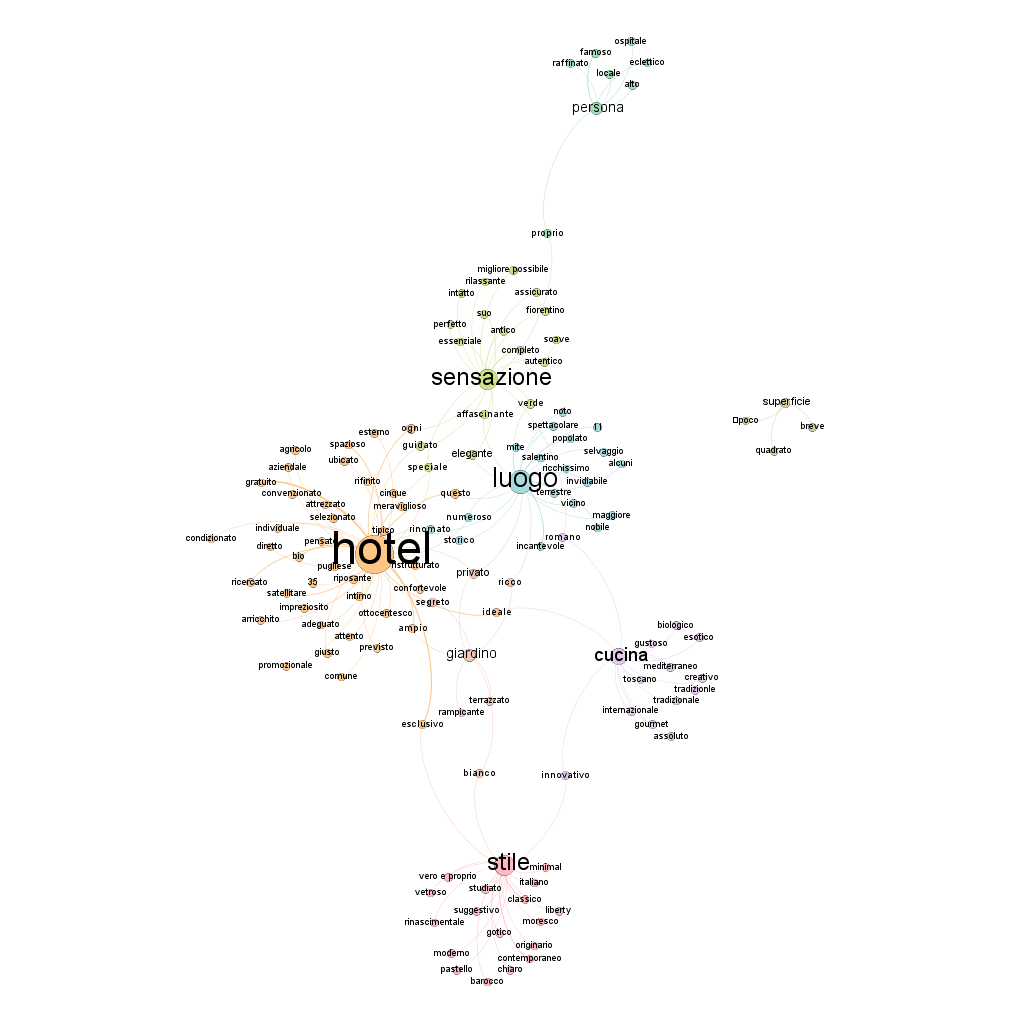 ospitale
famoso
raffinato
eclettico
locale
alto
persona
proprio
migliore possibile
rilassante
intatto
assicurato
suo
fiorentino
perfetto
antico
essenziale
soave
completo
autentico
sensazione
verde
affascinante
noto
superficie
poco
breve
quadrato
ogni
esterno
spettacolare
l l
popolato
spazioso
guidato
mite
agricolo
elegante
salentino
selvaggio
ubicato
aziendale
speciale
ricchissimo
alcuni
gratuito
rifinito
luogo
invidiabile
convenzionato
cinque
questo
terrestre
attrezzato
meraviglioso
vicino
selezionato
numeroso
maggiore
individuale
tipico
rinomato
nobile
condizionato
pensato
storico
romano
diretto
hotel
incantevole
bio
pugliese
ristrutturato
privato
ricercato
35
riposante
ricco
satellitare
intimo
confortevole
segreto
impreziosito
ottocentesco
ideale
arricchito
adeguato
ampio
biologico
attento
esotico
giusto
previsto
giardino
gustoso
cucina
promozionale
mediterraneo
comune
toscano
creativo
tradizionle
terrazzato
tradizionale
rampicante
internazionale
esclusivo
gourmet
assoluto
bianco
innovativo
stile
minimal
vero e proprio
italiano
studiato
vetroso
classico
suggestivo
liberty
rinascimentale
moresco
gotico
originario
moderno
contemporaneo
pastello
chiaro
barocco